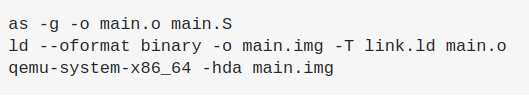 as -g -o main.o main.S
ld --oformat binary -o main.img -T link.ld main.o
qemu-system-x86_64 -hda main.img